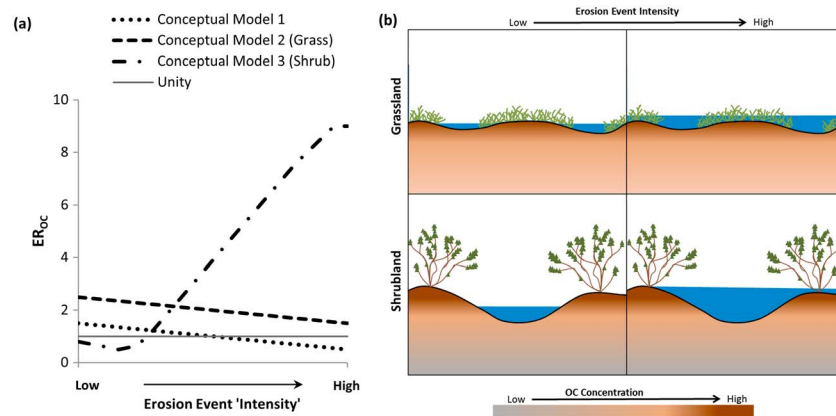 (a)
Conceptual Model 1
Conceptual Model 2 (Grass)
Conceptual Model 3 (Shrub)
Unity
10
8
6
4
2
0
ER_OC
Low
High
Erosion Event 'Intensity'
(b)
Erosion Event Intensity
Low
High
Grassland
Shrubland
OC Concentration
Low
High